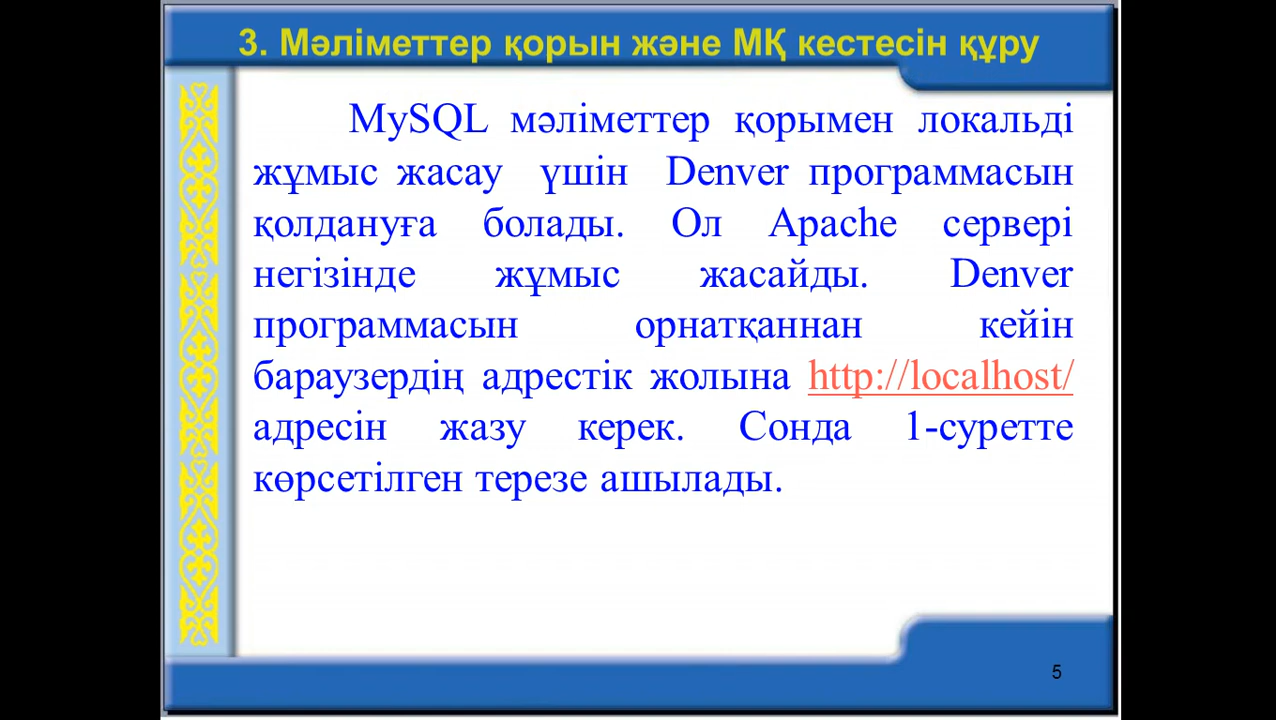 3. Мәліметтер қорын және МҚ кестесін құру
MySQL мәліметтер қорымен локальді
жұмыс жасау үшін Denver программасын
қолдануға болады. Ол Apache сервері
негізінде жұмыс жасайды. Denver
программасын орнатқаннан кейін
бараузердің адрестік жолына http://localhost/
адресін жазу керек. Сонда 1-суретте
көрсетілген терезе ашылады.
5